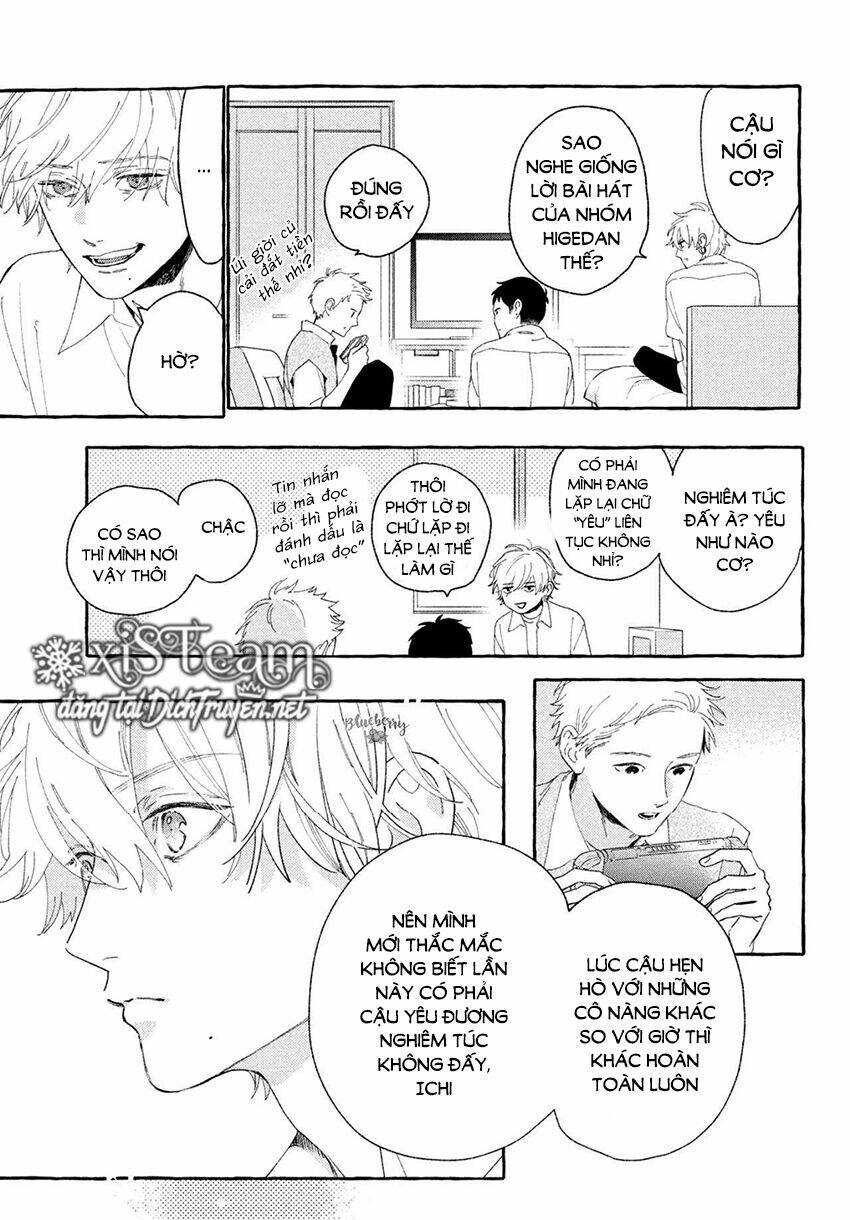 CẬU
NÓI GÌ
CƠ?
SAO
NGHE GIỐNG
LỜI BÀI HÁT
CỦA NHÓM
HIGEDAN
THẾ?
ĐÚNG
RỒI ĐẤY
Úi giời củ
cải đắt tiền
thế nhỉ?
...
HỜ?
NGHIÊM TÚC
ĐẤY À? YÊU
NHƯ NÀO
CƠ?
CÓ PHẢI
MÌNH ĐANG
LẶP LẠI CHỮ
“YÊU” LIÊN
TỤC KHÔNG
NHỈ?
THÔI
PHỚT LỜ ĐI
CHỨ LẶP ĐI
LẶP LẠI THẾ
LÀM GÌ
Tin nhắn
lỡ mà đọc
rồi thì phải
đánh dấu là
“chưa đọc”
CHẬC
CÓ SAO
THÌ MÌNH NÓI
VẬY THÔI
xiSTeam
đăng tại DichTruyen.net
Blueberry
LÚC CẬU HẸN
HÒ VỚI NHỮNG
CÔ NÀNG KHÁC
SO VỚI GIỜ THÌ
KHÁC HOÀN
TOÀN LUÔN
NÊN MÌNH
MỚI THẮC MẮC
KHÔNG BIẾT LẦN
NÀY CÓ PHẢI
CẬU YÊU ĐƯƠNG
NGHIÊM TÚC
KHÔNG ĐẤY,
ICHI